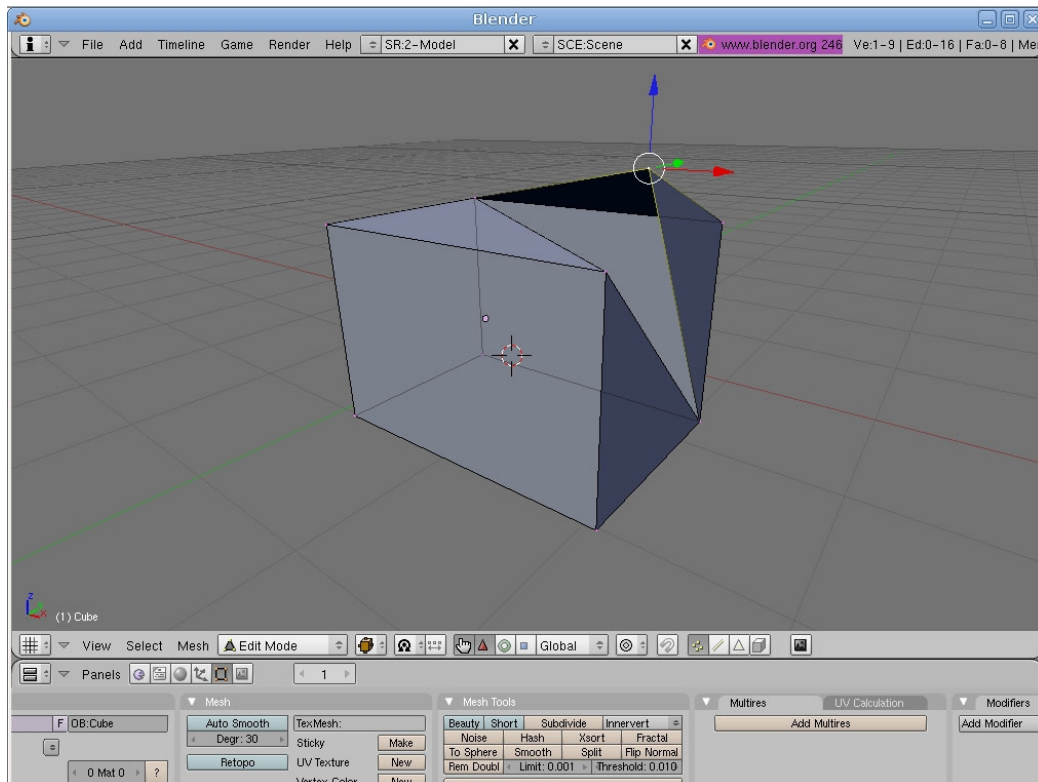 Blender
File Add Timeline Game Render Help SR:2-Model X SCE:Scene X www.blender.org 246 Ve:1-9 | Ed:0-16 | Fa:0-8 |
z
x
(1) Cube
View Select Mesh Edit Mode Global
Panels 1
Mesh Mesh Tools Multires UV Calculation Modifiers
F OB:Cube Auto Smooth TexMesh: Beauty Short Subdivide Innervert Add Multires Add Modifier
Degr: 30 Sticky Make Noise Hash Xsort Fractal
Retopo UV Texture New To Sphere Smooth Split Flip Normal
0 Mat 0 ? Vertex Color New Rem Doubl Limit: 0.001 Threshold: 0.010